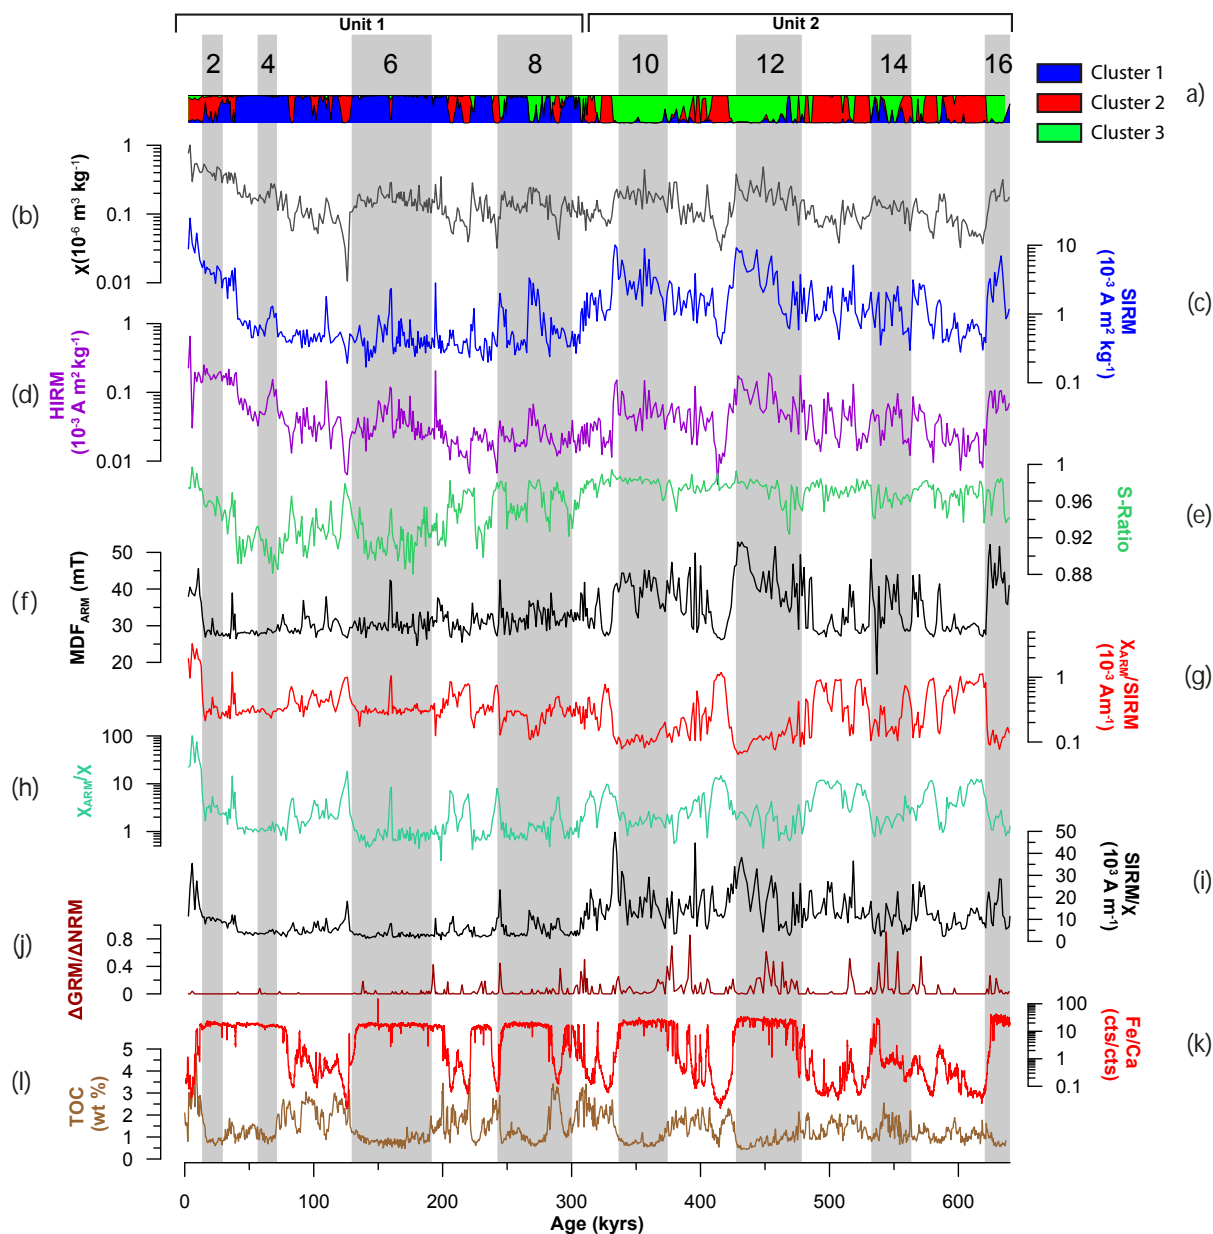 Unit 1
Unit 2
2
4
6
8
10
12
14
16
Cluster 1
Cluster 2
Cluster 3
a)
(b)
χ(10-6 m3 kg-1)
1
0.1
0.01
(c)
SIRM
(10-3 A m2 kg-1)
10
1
0.1
(d)
HIRM
(10-3 A m2 kg-1)
1
0.1
0.01
(e)
S-Ratio
1
0.96
0.92
0.88
(f)
MDFARM (mT)
50
40
30
20
(g)
χARM/SIRM
(10-3 Am-1)
1
0.1
(h)
χARM/χ
100
10
1
(i)
SIRM/χ
(103 A m-1)
50
40
30
20
10
0
(j)
ΔGRM/ΔNRM
0.8
0.4
0
(k)
Fe/Ca
(cts/cts)
100
10
1
0.1
(l)
TOC
(wt %)
5
4
3
2
1
0
0
100
200
300
400
500
600
Age (kyrs)